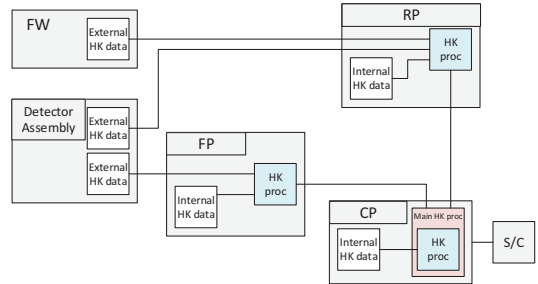 FW
External
HK data
RP
HK
proc
Internal
HK data
Detector
Assembly
External
HK data
External
HK data
FP
HK
proc
Internal
HK data
CP
Main HK proc
Internal
HK data
HK
proc
S/C